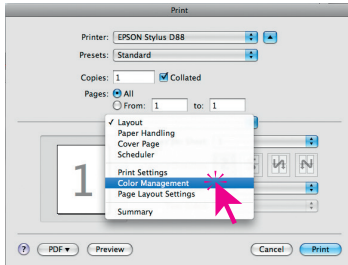 Print
Printer: EPSON Stylus D88
Presets: Standard
Copies: 1 Collated
Pages: All
From: 1 to: 1
✓ Layout
Paper Handling
Cover Page
Scheduler
Print Settings
Color Management
Page Layout Settings
Summary
1
? PDF ▾ Preview Cancel Print